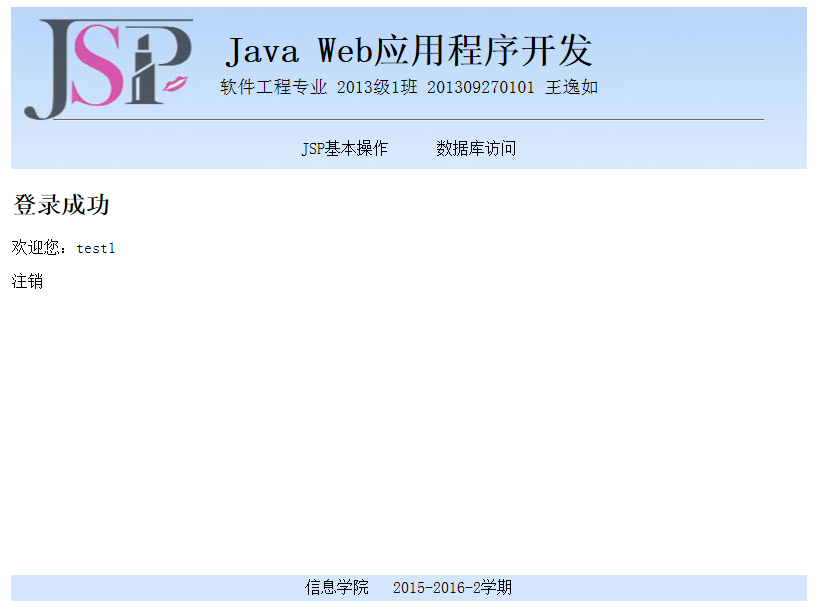 JSP
Java Web应用程序开发
软件工程专业 2013级1班 201309270101 王逸如
JSP基本操作 数据库访问
登录成功
欢迎您：test1
注销
信息学院 2015-2016-2学期